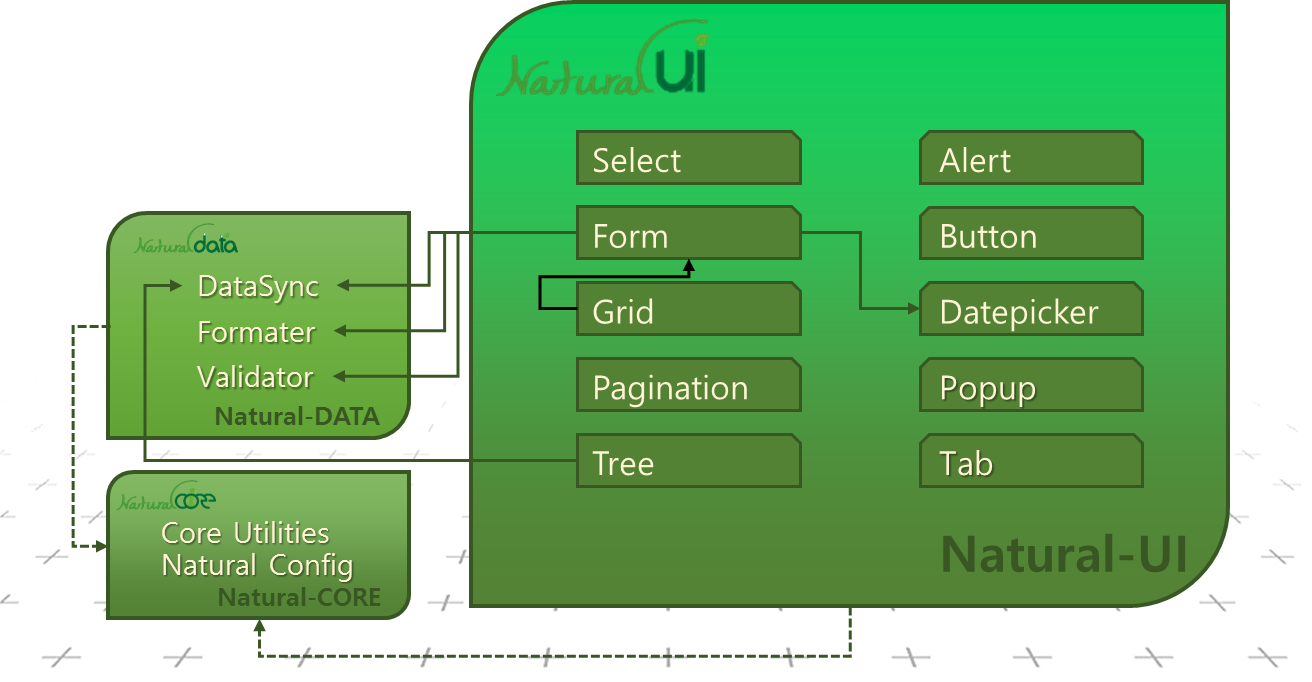 Natural ui
Select
Form
Grid
Pagination
Tree
Alert
Button
Datepicker
Popup
Tab
Natural-UI
Natural data
DataSync
Formater
Validator
Natural-DATA
Natural CORE
Core Utilities
Natural Config
Natural-CORE